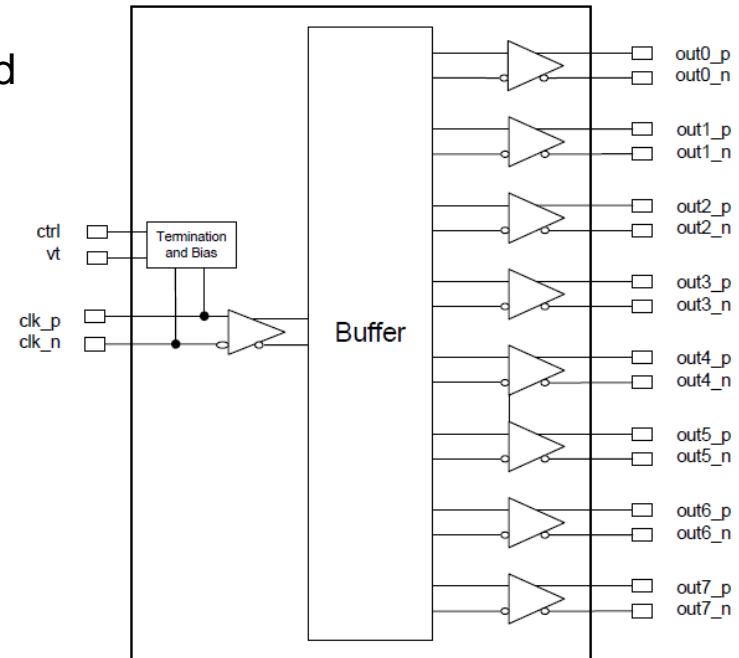 d
ctrl
vt
Termination
and Bias
clk_p
clk_n
Buffer
out0_p
out0_n
out1_p
out1_n
out2_p
out2_n
out3_p
out3_n
out4_p
out4_n
out5_p
out5_n
out6_p
out6_n
out7_p
out7_n